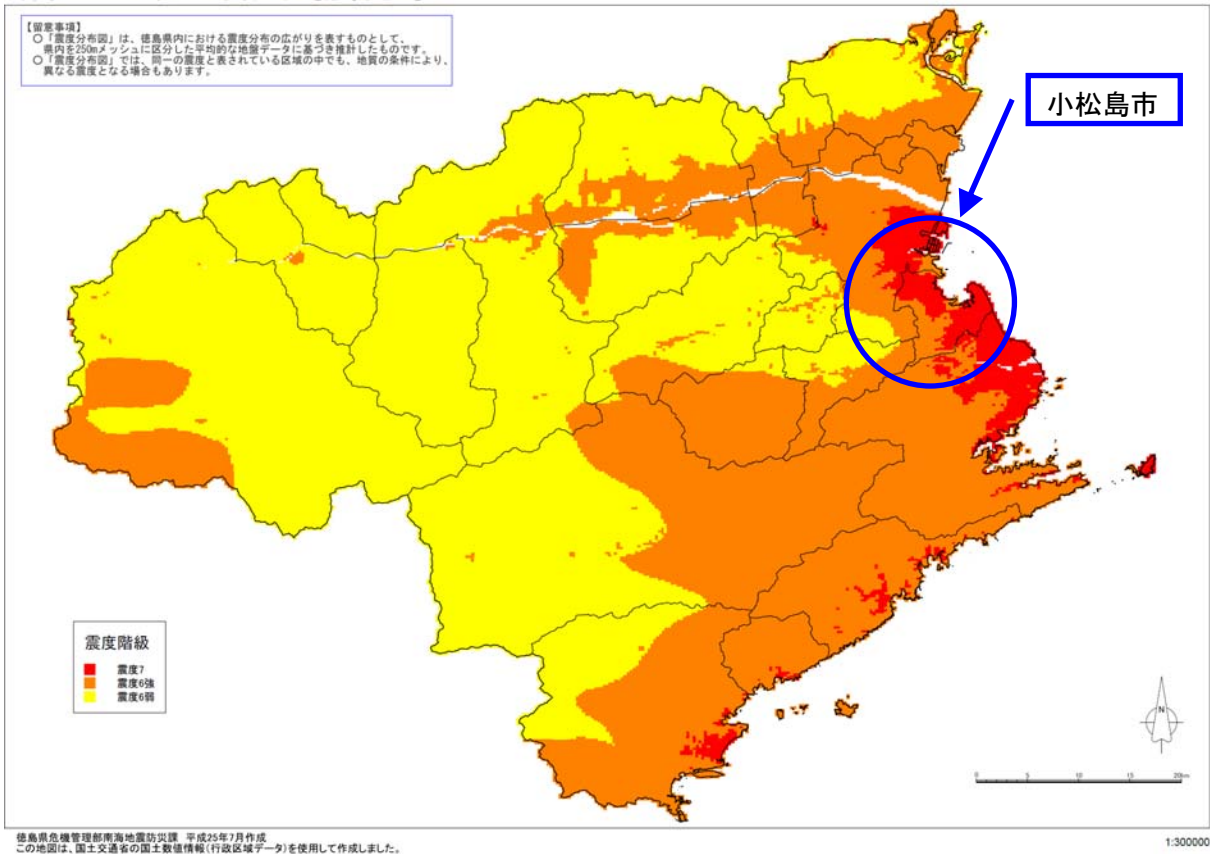 【留意事項】
○「震度分布図」は、徳島県内における震度分布の広がりを表すものとして、
県内を250mメッシュに区分した平均的な地盤データに基づき推計したものです。
○「震度分布図」では、同一の震度と表されている区域の中でも、地質の条件により、
異なる震度となる場合もあります。
小松島市
震度階級
震度7
震度6強
震度6弱
N
0 5 10 15 20km
徳島県危機管理部南海地震防災課 平成25年7月作成
この地図は、国土交通省の国土数値情報(行政区域データ)を使用して作成しました。
1:300000